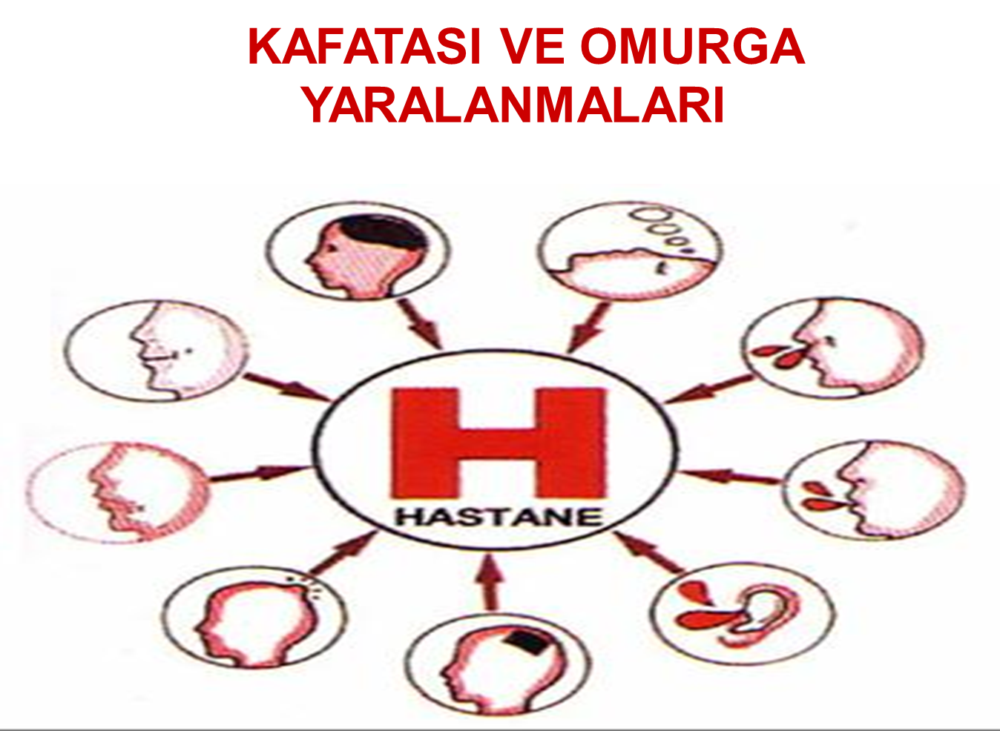 KAFATASI VE OMURGA
YARALANMALARI
H
HASTANE